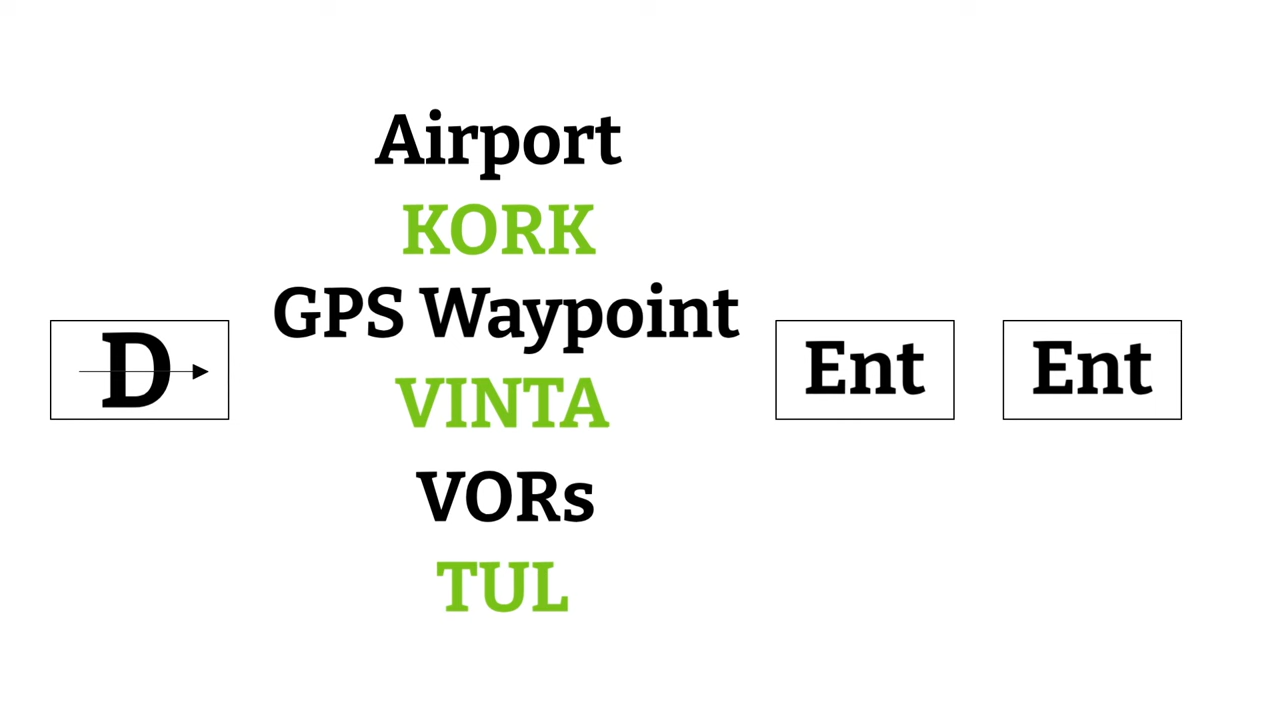 Airport
KORK
GPS Waypoint
D
Ent
Ent
VINTA
VORs
TUL